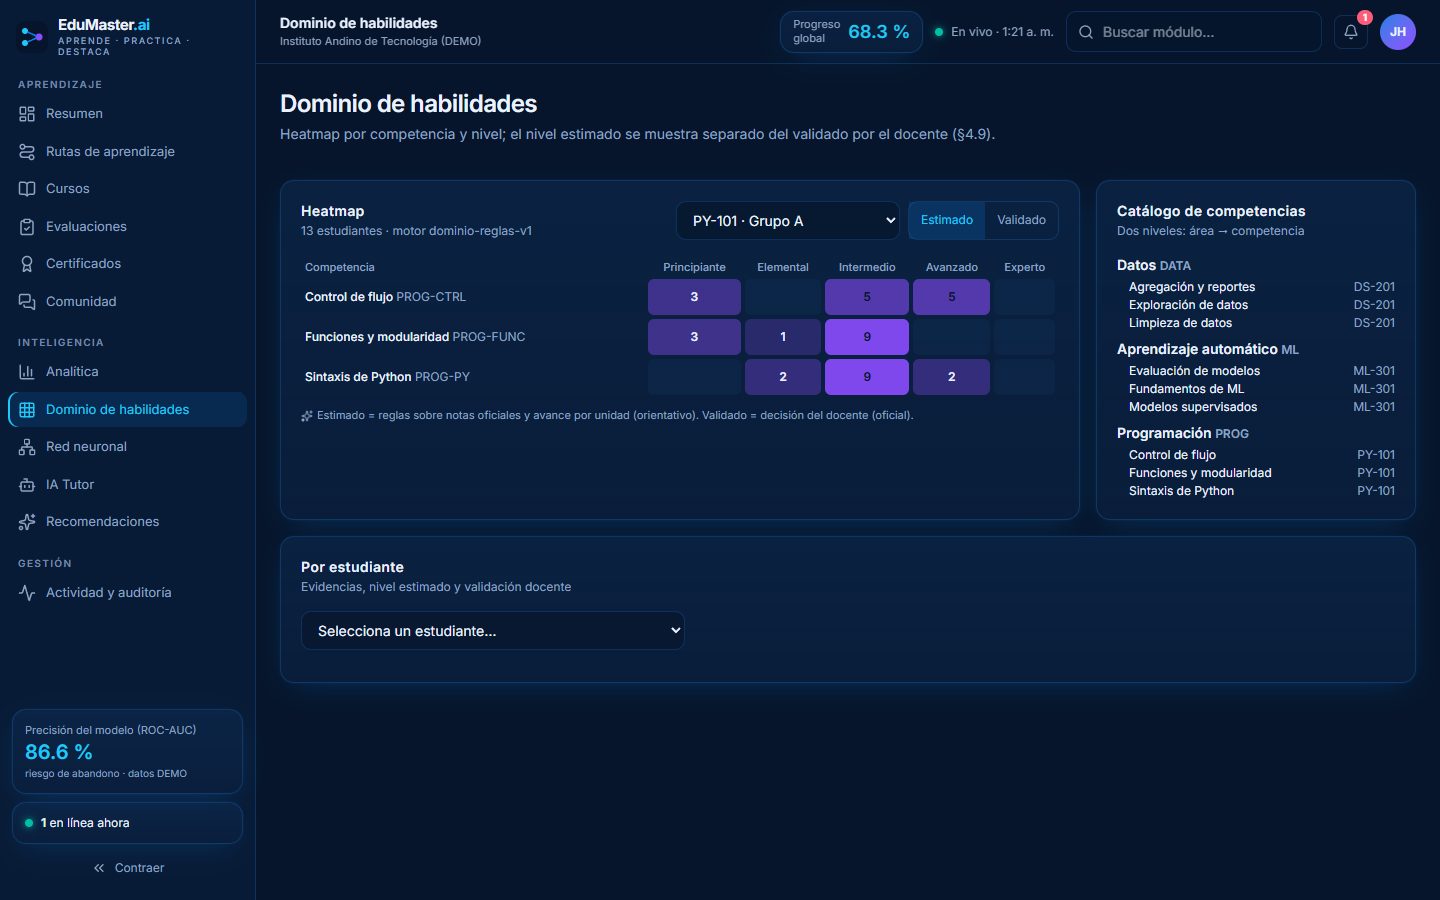 EduMaster.ai
APRENDE · PRACTICA ·
DESTACA
APRENDIZAJE
Resumen
Rutas de aprendizaje
Cursos
Evaluaciones
Certificados
Comunidad
INTELIGENCIA
Analítica
Dominio de habilidades
Red neuronal
IA Tutor
Recomendaciones
GESTIÓN
Actividad y auditoría
Precisión del modelo (ROC-AUC)
86.6 %
riesgo de abandono · datos DEMO
1 en línea ahora
Contraer
Dominio de habilidades
Instituto Andino de Tecnología (DEMO)
Progreso
global
68.3 %
En vivo · 1:21 a. m.
Buscar módulo...
1
JH
Dominio de habilidades
Heatmap por competencia y nivel; el nivel estimado se muestra separado del validado por el docente (§4.9).
Heatmap
13 estudiantes · motor dominio-reglas-v1
PY-101 · Grupo A
Estimado
Validado
Competencia Principiante Elemental Intermedio Avanzado Experto
Control de flujo PROG-CTRL 3 5 5
Funciones y modularidad PROG-FUNC 3 1 9
Sintaxis de Python PROG-PY 2 9 2
Estimado = reglas sobre notas oficiales y avance por unidad (orientativo). Validado = decisión del docente (oficial).
Catálogo de competencias
Dos niveles: área → competencia
Datos DATA
Agregación y reportes DS-201
Exploración de datos DS-201
Limpieza de datos DS-201
Aprendizaje automático ML
Evaluación de modelos ML-301
Fundamentos de ML ML-301
Modelos supervisados ML-301
Programación PROG
Control de flujo PY-101
Funciones y modularidad PY-101
Sintaxis de Python PY-101
Por estudiante
Evidencias, nivel estimado y validación docente
Selecciona un estudiante...